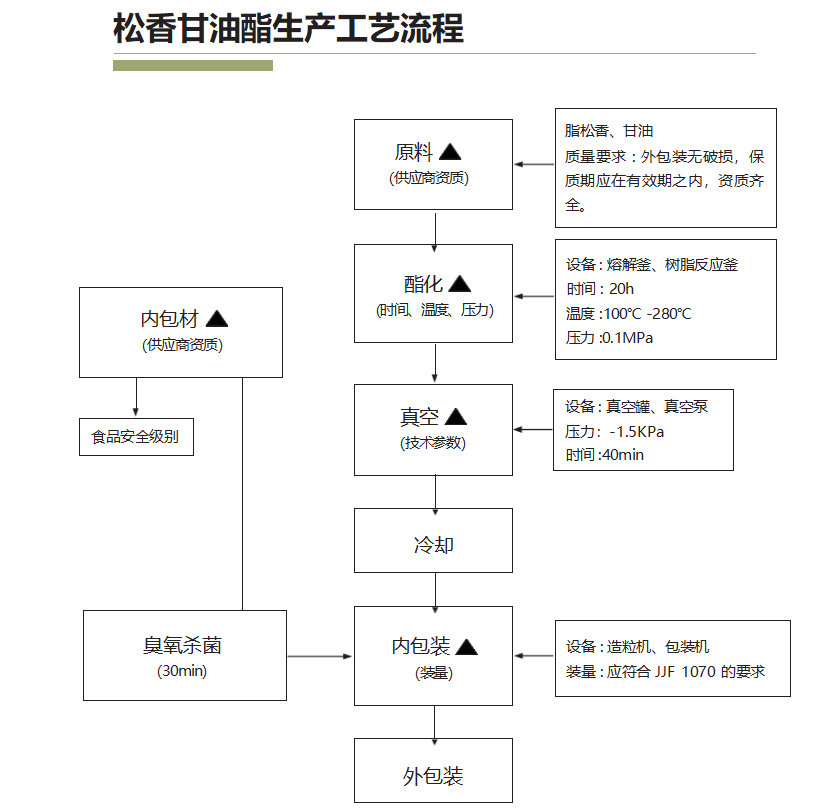 松香甘油酯生产工艺流程
原料▲
(供应商资质)
脂松香、甘油
质量要求:外包装无破损，保
质期应在有效期之内，资质齐
全。
酯化▲
(时间、温度、压力)
设备:熔解釜、树脂反应釜
时间:20h
温度:100℃-280℃
压力:0.1MPa
内包材▲
(供应商资质)
食品安全级别
真空▲
(技术参数)
设备:真空罐、真空泵
压力: -1.5KPa
时间:40min
冷却
臭氧杀菌
(30min)
内包装▲
(装量)
设备:造粒机、包装机
装量:应符合 JJF 1070 的要求
外包装